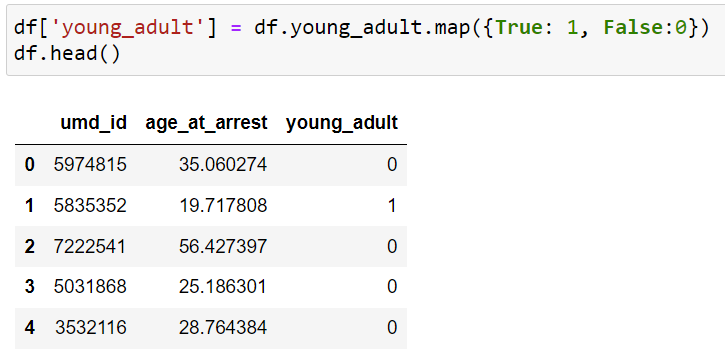 df['young_adult'] = df.young_adult.map({True: 1, False:0})
df.head()
umd_id age_at_arrest young_adult
0 5974815 35.060274 0
1 5835352 19.717808 1
2 7222541 56.427397 0
3 5031868 25.186301 0
4 3532116 28.764384 0